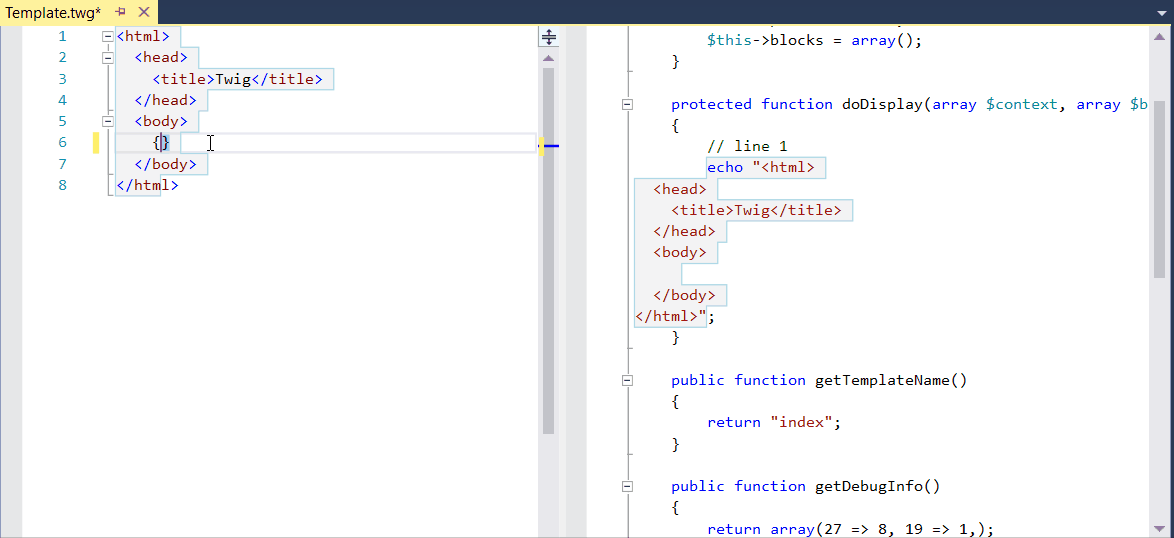 Template.twg*
1 <html>
2 <head>
3 <title>Twig</title>
4 </head>
5 <body>
6 {}
7 </body>
8 </html>
$this->blocks = array();
}
protected function doDisplay(array $context, array $b
{
// line 1
echo "<html>
<head>
<title>Twig</title>
</head>
<body>
</body>
</html>";
}
public function getTemplateName()
{
return "index";
}
public function getDebugInfo()
{
return array(27 => 8, 19 => 1,);